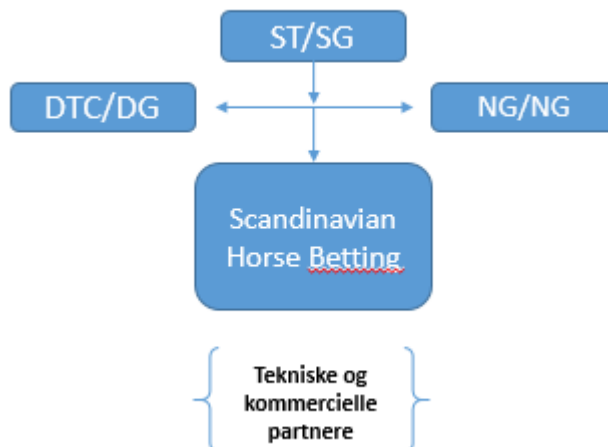 ST/SG
DTC/DG
NG/NG
Scandinavian
Horse Betting
Tekniske og
kommercielle
partnere